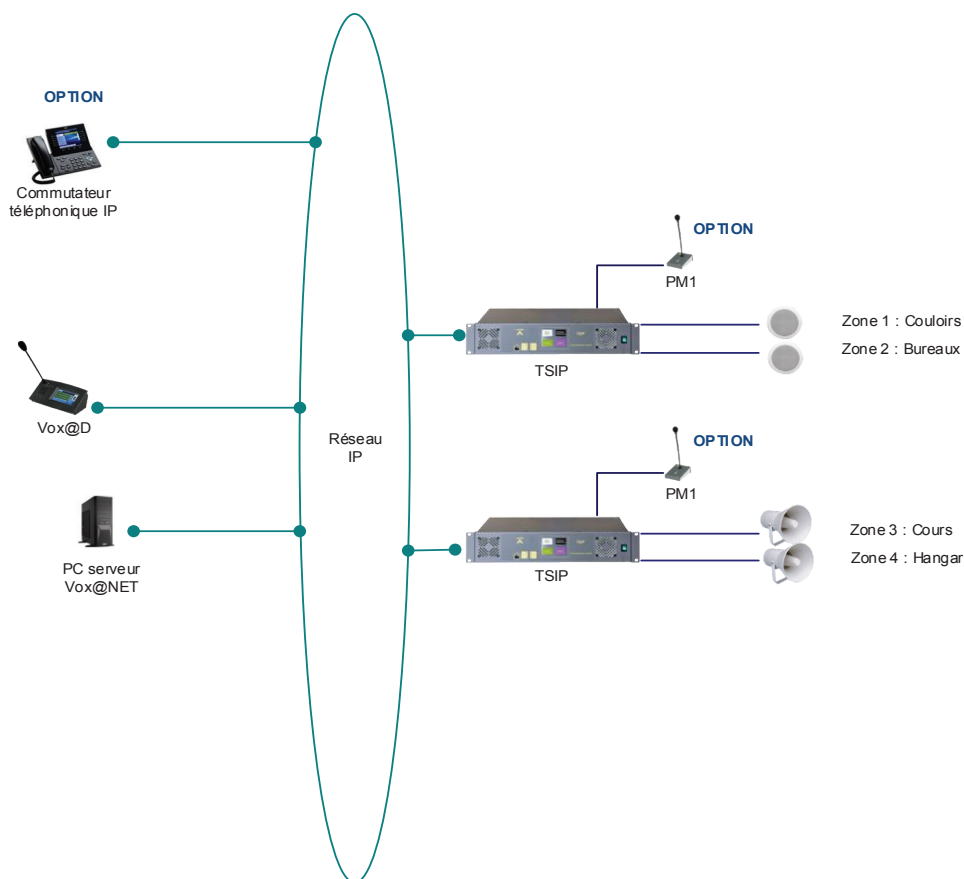 OPTION
Commutateur
téléphonique IP
OPTION
PM1
Zone 1 : Couloirs
Zone 2 : Bureaux
TSIP
Vox@D
Réseau
IP
OPTION
PM1
PC serveur
Vox@NET
Zone 3 : Cours
Zone 4 : Hangar
TSIP